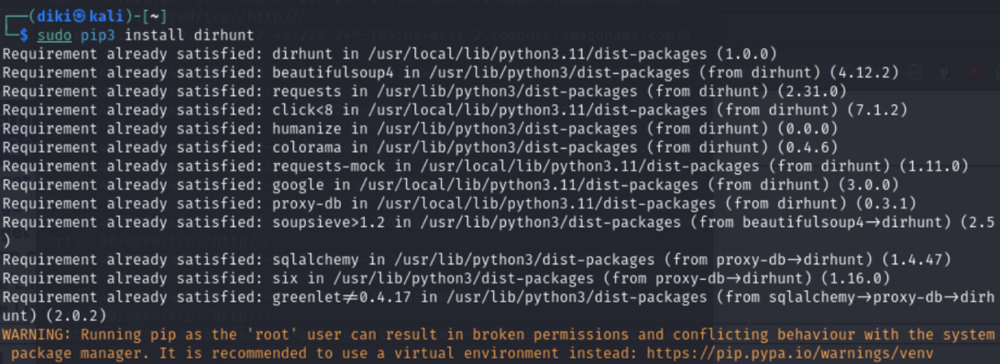 ┌──(diki㉿kali)-[~]
└─$ sudo pip3 install dirhunt
Requirement already satisfied: dirhunt in /usr/local/lib/python3.11/dist-packages (1.0.0)
Requirement already satisfied: beautifulsoup4 in /usr/lib/python3/dist-packages (from dirhunt) (4.12.2)
Requirement already satisfied: requests in /usr/lib/python3/dist-packages (from dirhunt) (2.31.0)
Requirement already satisfied: click<8 in /usr/local/lib/python3.11/dist-packages (from dirhunt) (7.1.2)
Requirement already satisfied: humanize in /usr/lib/python3/dist-packages (from dirhunt) (0.0.0)
Requirement already satisfied: colorama in /usr/lib/python3/dist-packages (from dirhunt) (0.4.6)
Requirement already satisfied: requests-mock in /usr/local/lib/python3.11/dist-packages (from dirhunt) (1.11.0)
Requirement already satisfied: google in /usr/local/lib/python3.11/dist-packages (from dirhunt) (3.0.0)
Requirement already satisfied: proxy-db in /usr/local/lib/python3.11/dist-packages (from dirhunt) (0.3.1)
Requirement already satisfied: soupsieve>1.2 in /usr/lib/python3/dist-packages (from beautifulsoup4→dirhunt) (2.5
)
Requirement already satisfied: sqlalchemy in /usr/lib/python3/dist-packages (from proxy-db→dirhunt) (1.4.47)
Requirement already satisfied: six in /usr/lib/python3/dist-packages (from proxy-db→dirhunt) (1.16.0)
Requirement already satisfied: greenlet≠0.4.17 in /usr/lib/python3/dist-packages (from sqlalchemy→proxy-db→dirh
unt) (2.0.2)
WARNING: Running pip as the 'root' user can result in broken permissions and conflicting behaviour with the system
package manager. It is recommended to use a virtual environment instead: https://pip.pypa.io/warnings/venv